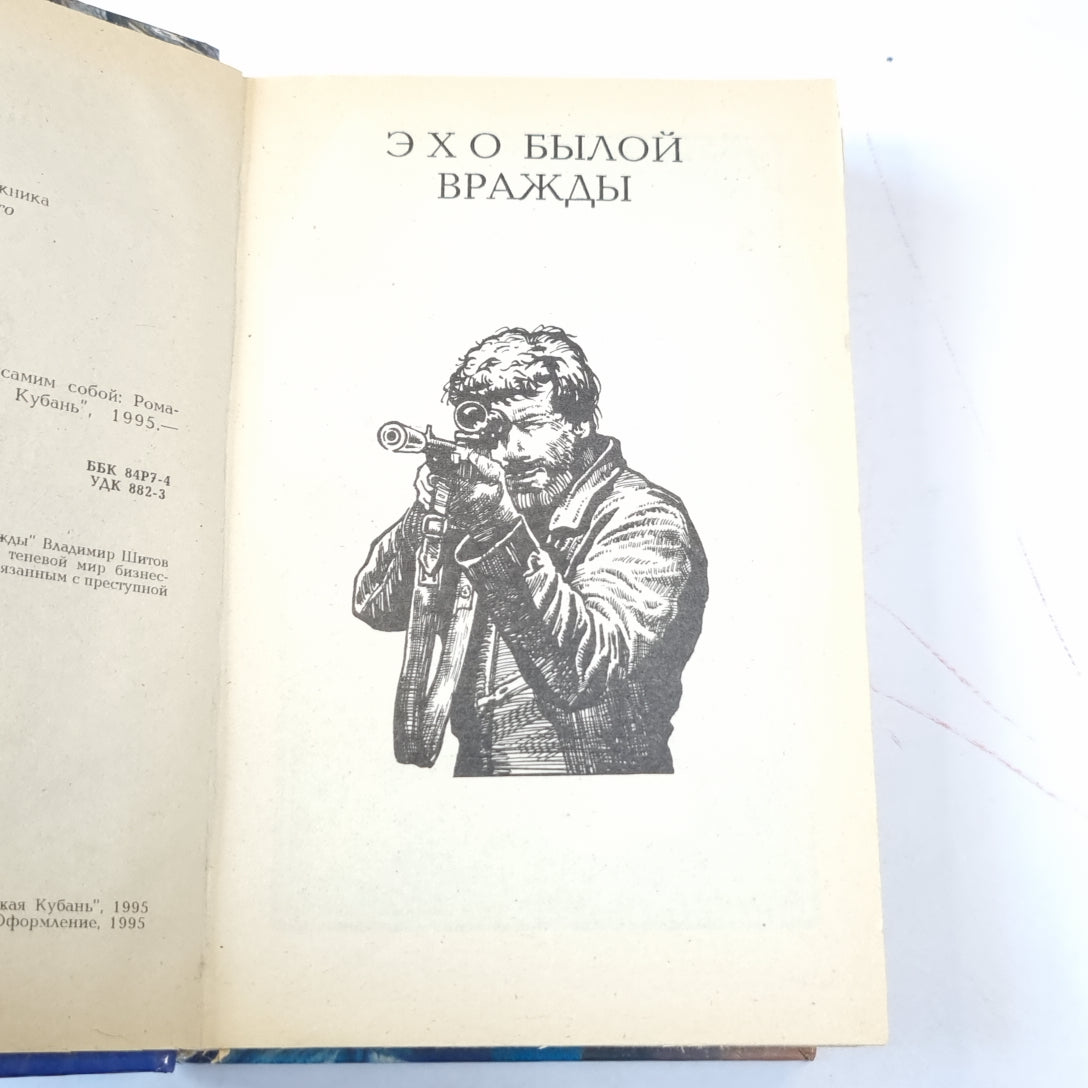 жника
го
самим собой: Рома-
Кубань", 1995.—
ББК 84Р7-4
УДК 882-3
жды" Владимир Шитов
теневой мир бизнес-
язанным с преступной
кая Кубань", 1995
Оформление, 1995
ЭХО БЫЛОЙ
ВРАЖДЫ